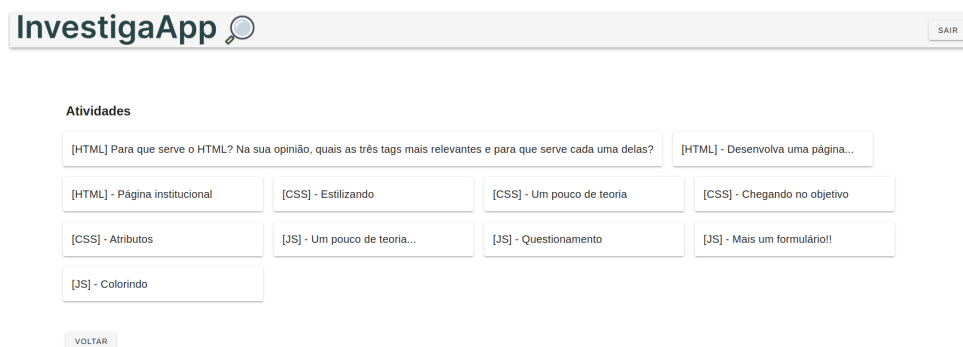 InvestigaApp
SAIR
Atividades
[HTML] Para que serve o HTML? Na sua opinião, quais as três tags mais relevantes e para que serve cada uma delas?
[HTML] - Desenvolva uma página...
[HTML] - Página institucional
[CSS] - Estilizando
[CSS] - Um pouco de teoria
[CSS] - Chegando no objetivo
[CSS] - Atributos
[JS] - Um pouco de teoria...
[JS] - Questionamento
[JS] - Mais um formulário!!
[JS] - Colorindo
VOLTAR